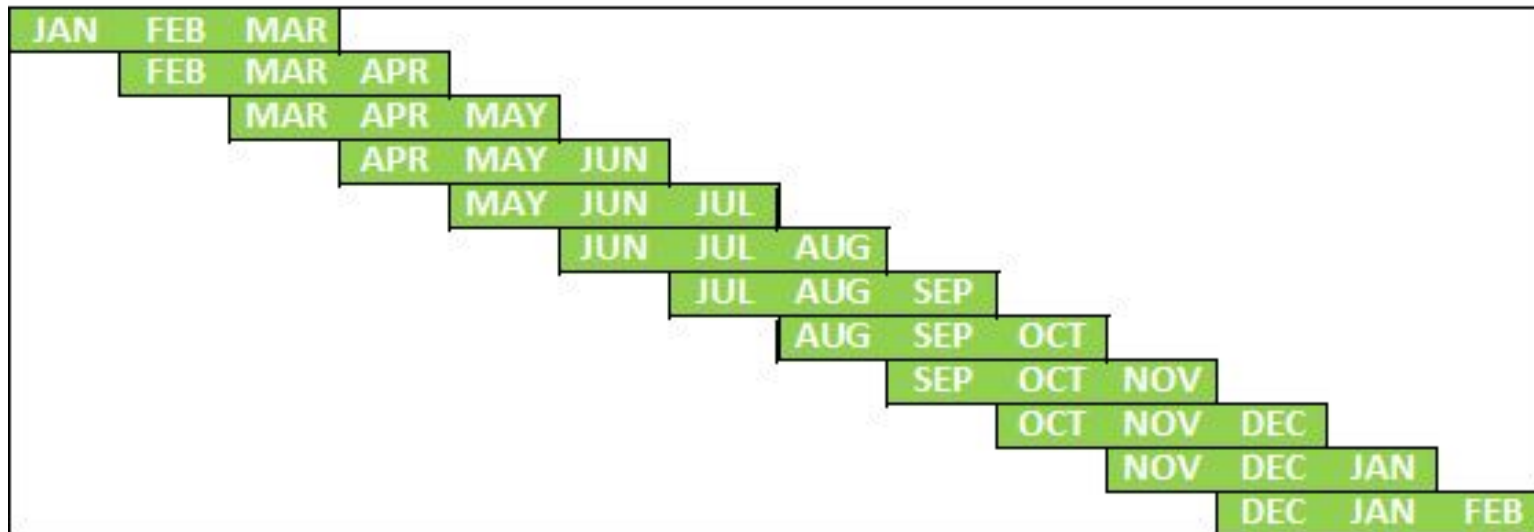 JAN FEB MAR
FEB MAR APR
MAR APR MAY
APR MAY JUN
MAY JUN JUL
JUN JUL AUG
JUL AUG SEP
AUG SEP OCT
SEP OCT NOV
OCT NOV DEC
NOV DEC JAN
DEC JAN FEB